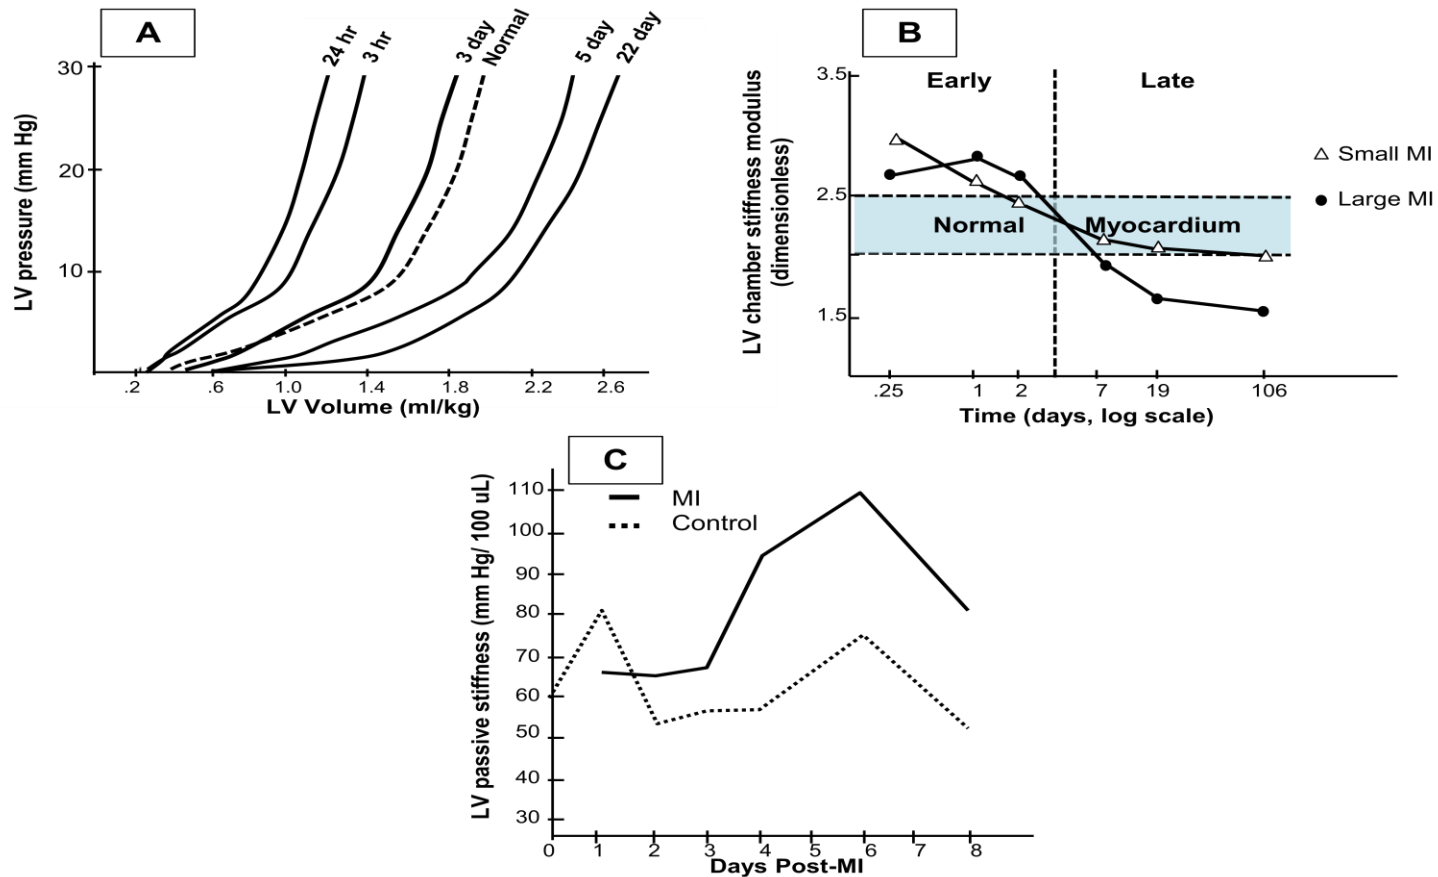 A
24 hr
3 hr
3 day
Normal
5 day
22 day
30
20
10
LV pressure (mm Hg)
.2 .6 1.0 1.4 1.8 2.2 2.6
LV Volume (ml/kg)
B
Early Late
3.5
2.5
1.5
LV chamber stiffness modulus
(dimensionless)
Normal Myocardium
Small MI
Large MI
.25 1 2 7 19 106
Time (days, log scale)
C
MI
Control
110
100
90
80
70
60
50
40
30
LV passive stiffness (mm Hg/ 100 uL)
0 1 2 3 4 5 6 7 8
Days Post-MI